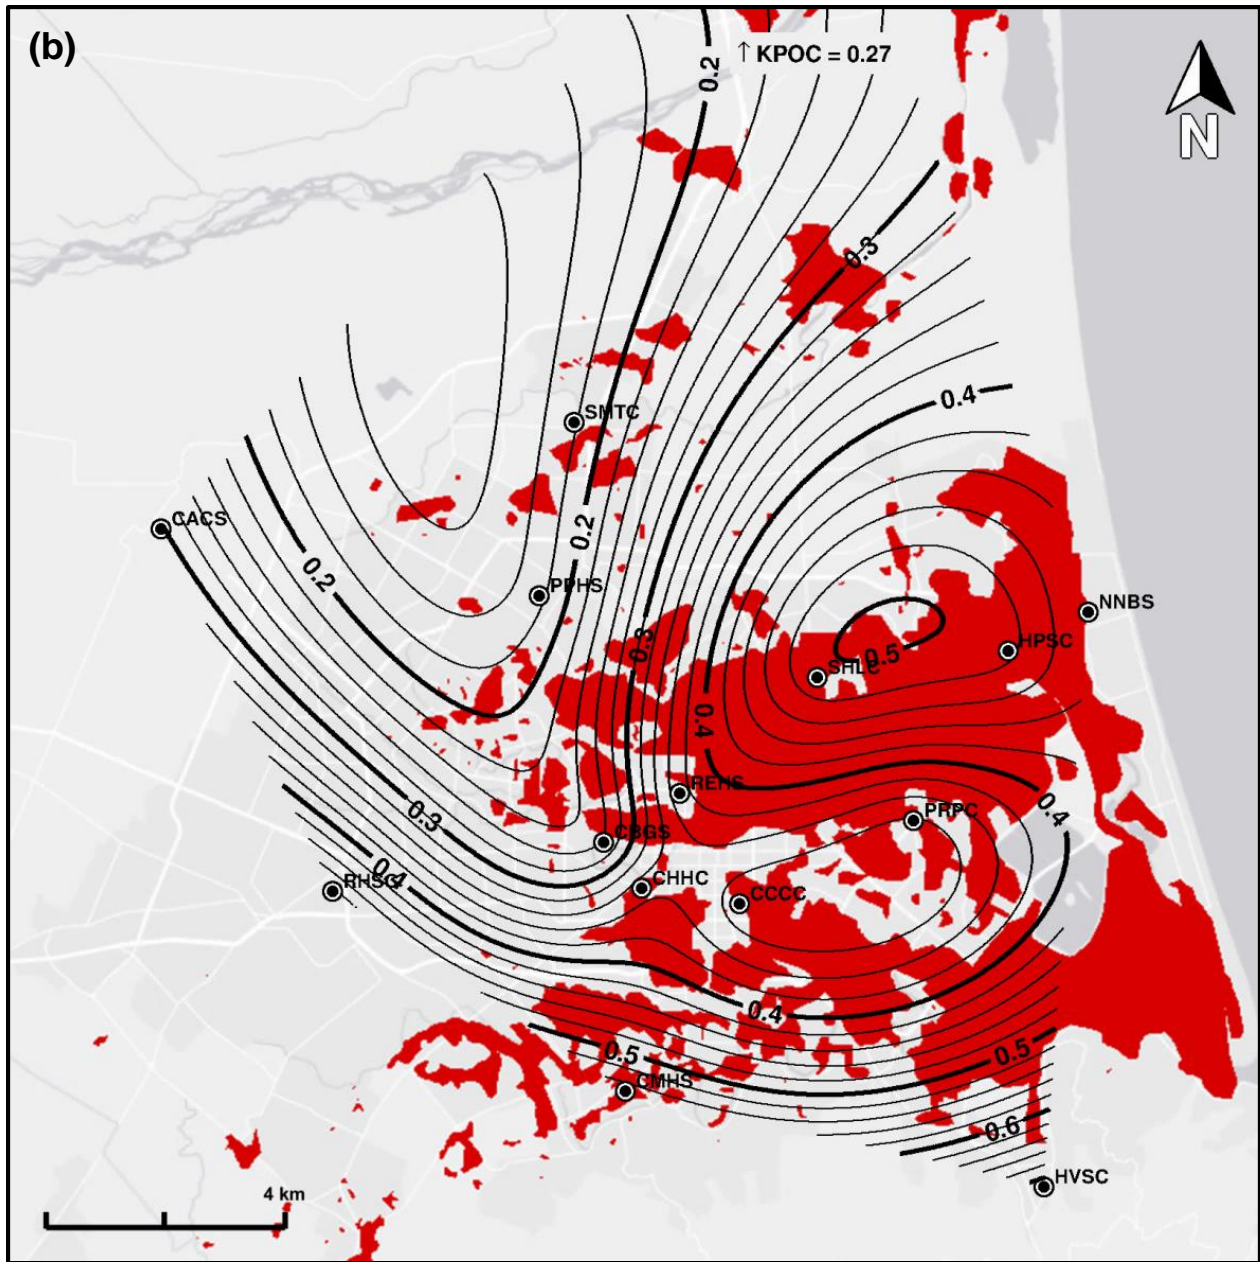 (b)
↑ KPOC = 0.27
0.2
N
0.3
0.4
SMTC
CACS
0.2
0.2
PPHS
NNBS
0.3
HPSC
0.5
SHLC
0.4
REHS
0.3
PRPC
0.4
CBGS
0.4
RHSC
CHHC
CCCC
0.4
0.5
0.5
CMHS
0.6
HVSC
4 km